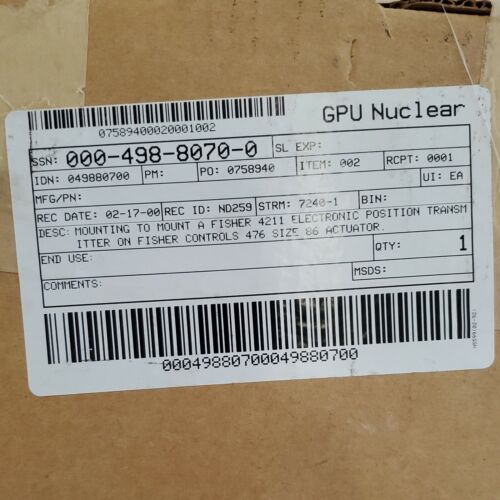 07589400020001002
GPU Nuclear
SSN: 000-498-8070-0 SL EXP:
IDN: 049880700 PM: PO: 0758940 ITEM: 002 RCPT: 0001
MFG/PN: UI: EA
REC DATE: 02-17-00 REC ID: ND259 STRM: 7240-1 BIN:
DESC: MOUNTING TO MOUNT A FISHER 4211 ELECTRONIC POSITION TRANSM
ITTER ON FISHER CONTROLS 476 SIZE 86 ACTUATOR.
QTY: 1
END USE:
MSDS:
COMMENTS:
00049880700049880700